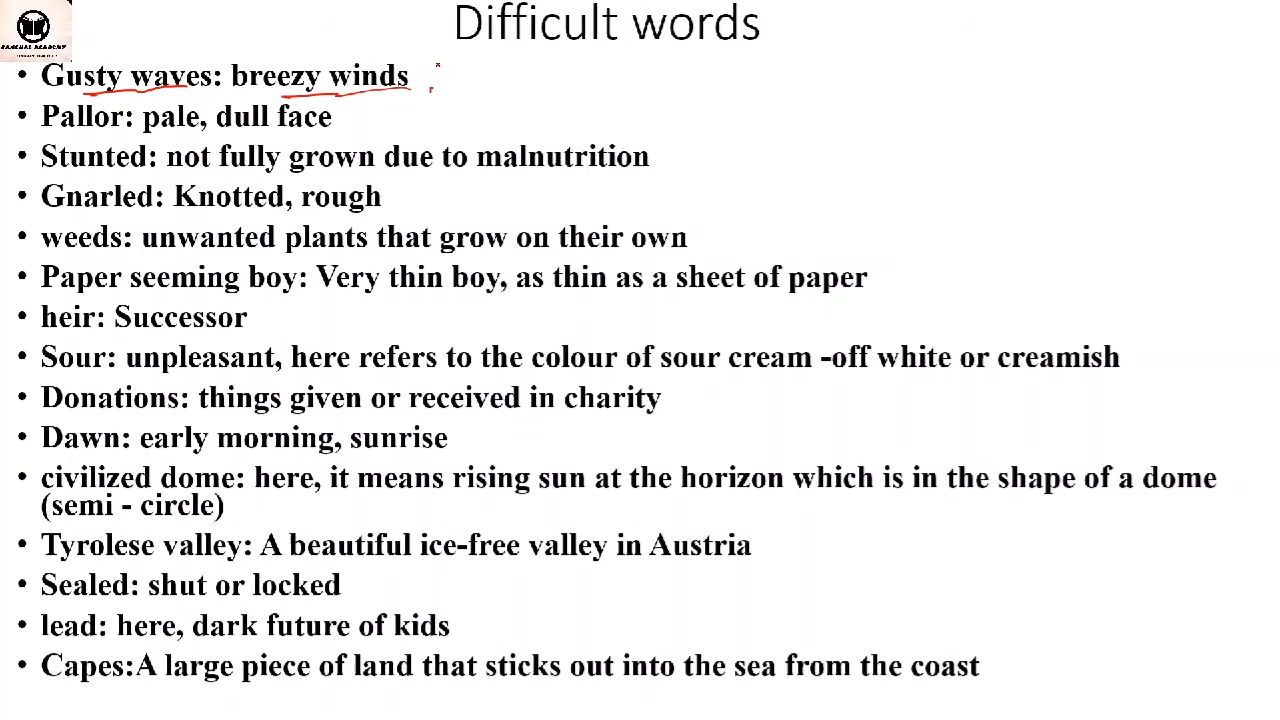 Difficult words
• Gusty waves: breezy winds
• Pallor: pale, dull face
• Stunted: not fully grown due to malnutrition
• Gnarled: Knotted, rough
• weeds: unwanted plants that grow on their own
• Paper seeming boy: Very thin boy, as thin as a sheet of paper
• heir: Successor
• Sour: unpleasant, here refers to the colour of sour cream -off white or creamish
• Donations: things given or received in charity
• Dawn: early morning, sunrise
• civilized dome: here, it means rising sun at the horizon which is in the shape of a dome
(semi - circle)
• Tyrolese valley: A beautiful ice-free valley in Austria
• Sealed: shut or locked
• lead: here, dark future of kids
• Capes:A large piece of land that sticks out into the sea from the coast